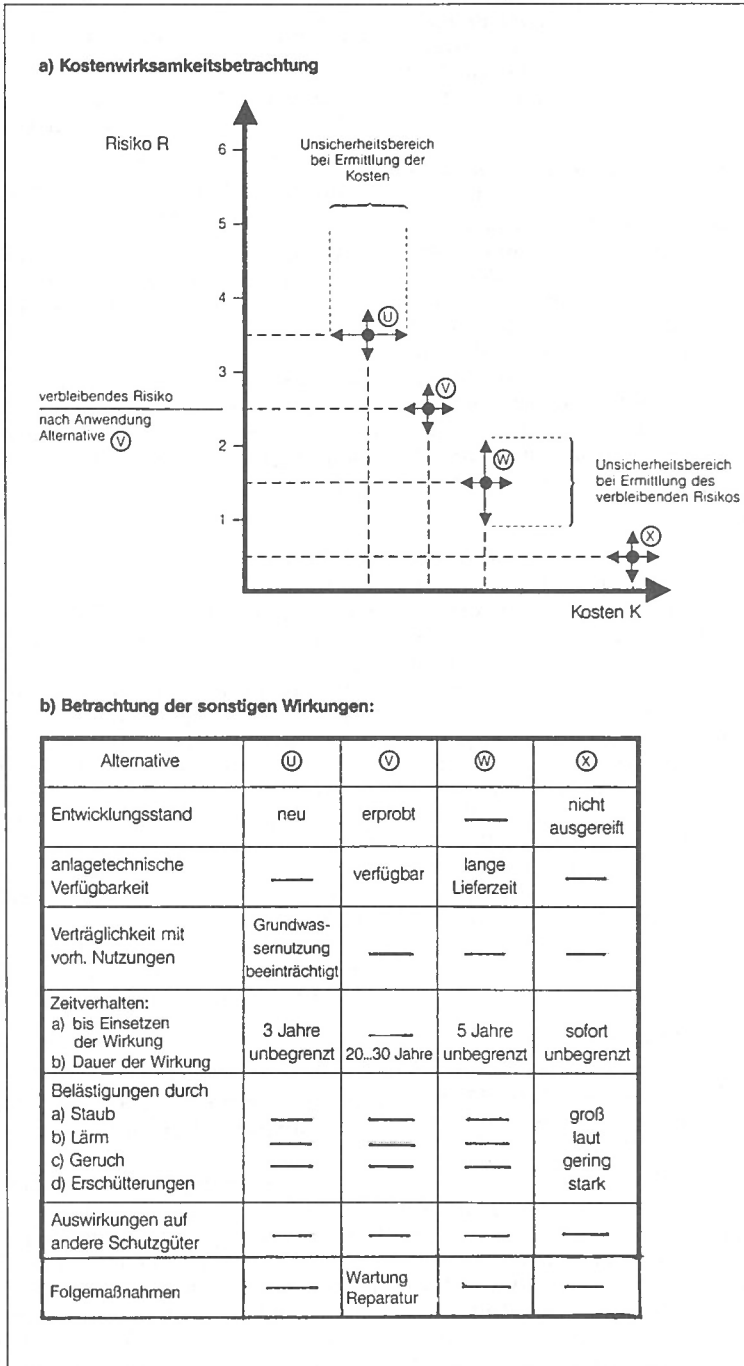 a) Kostenwirksamkeitsbetrachtung
Risiko R
6
5
4
3
2
1
Unsicherheitsbereich
bei Ermittlung der
Kosten
U
V
W
X
verbleibendes Risiko
nach Anwendung
Alternative V
Unsicherheitsbereich
bei Ermittlung des
verbleibenden Risikos
Kosten K
b) Betrachtung der sonstigen Wirkungen:
Alternative U V W X
Entwicklungsstand neu erprobt — nicht
ausgereift
anlagetechnische
Verfügbarkeit — verfügbar lange
Lieferzeit —
Verträglichkeit mit
vorh. Nutzungen
Grundwas-
sernutzung
beeinträchtigt — — —
Zeitverhalten:
a) bis Einsetzen
der Wirkung 3 Jahre — 5 Jahre sofort
b) Dauer der Wirkung unbegrenzt 20...30 Jahre unbegrenzt unbegrenzt
Belästigungen durch
a) Staub — — — groß
b) Lärm — — — laut
c) Geruch — — — gering
d) Erschütterungen stark
Auswirkungen auf
andere Schutzgüter — — — —
Folgemaßnahmen — Wartung
Reparatur — —